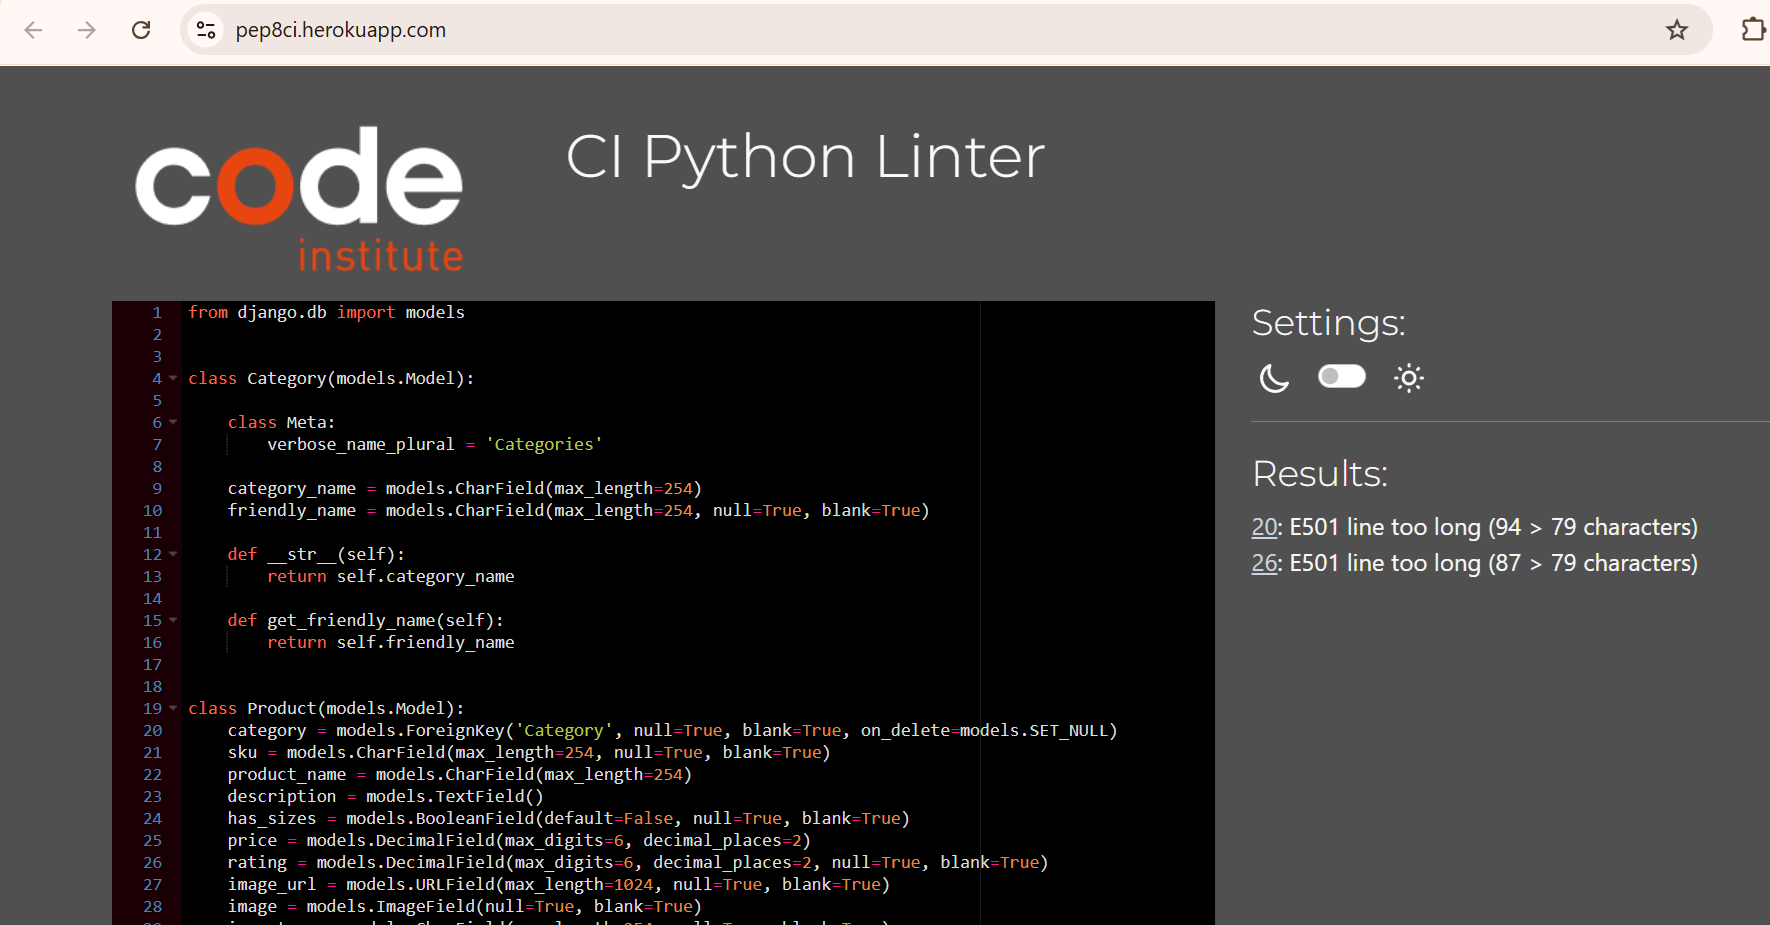 pep8ci.herokuapp.com
code
institute
CI Python Linter
1 from django.db import models
2
3
4 class Category(models.Model):
5
6     class Meta:
7         verbose_name_plural = 'Categories'
8
9     category_name = models.CharField(max_length=254)
10     friendly_name = models.CharField(max_length=254, null=True, blank=True)
11
12     def __str__(self):
13         return self.category_name
14
15     def get_friendly_name(self):
16         return self.friendly_name
17
18
19 class Product(models.Model):
20     category = models.ForeignKey('Category', null=True, blank=True, on_delete=models.SET_NULL)
21     sku = models.CharField(max_length=254, null=True, blank=True)
22     product_name = models.CharField(max_length=254)
23     description = models.TextField()
24     has_sizes = models.BooleanField(default=False, null=True, blank=True)
25     price = models.DecimalField(max_digits=6, decimal_places=2)
26     rating = models.DecimalField(max_digits=6, decimal_places=2, null=True, blank=True)
27     image_url = models.URLField(max_length=1024, null=True, blank=True)
28     image = models.ImageField(null=True, blank=True)
Settings:
Results:
20: E501 line too long (94 > 79 characters)
26: E501 line too long (87 > 79 characters)